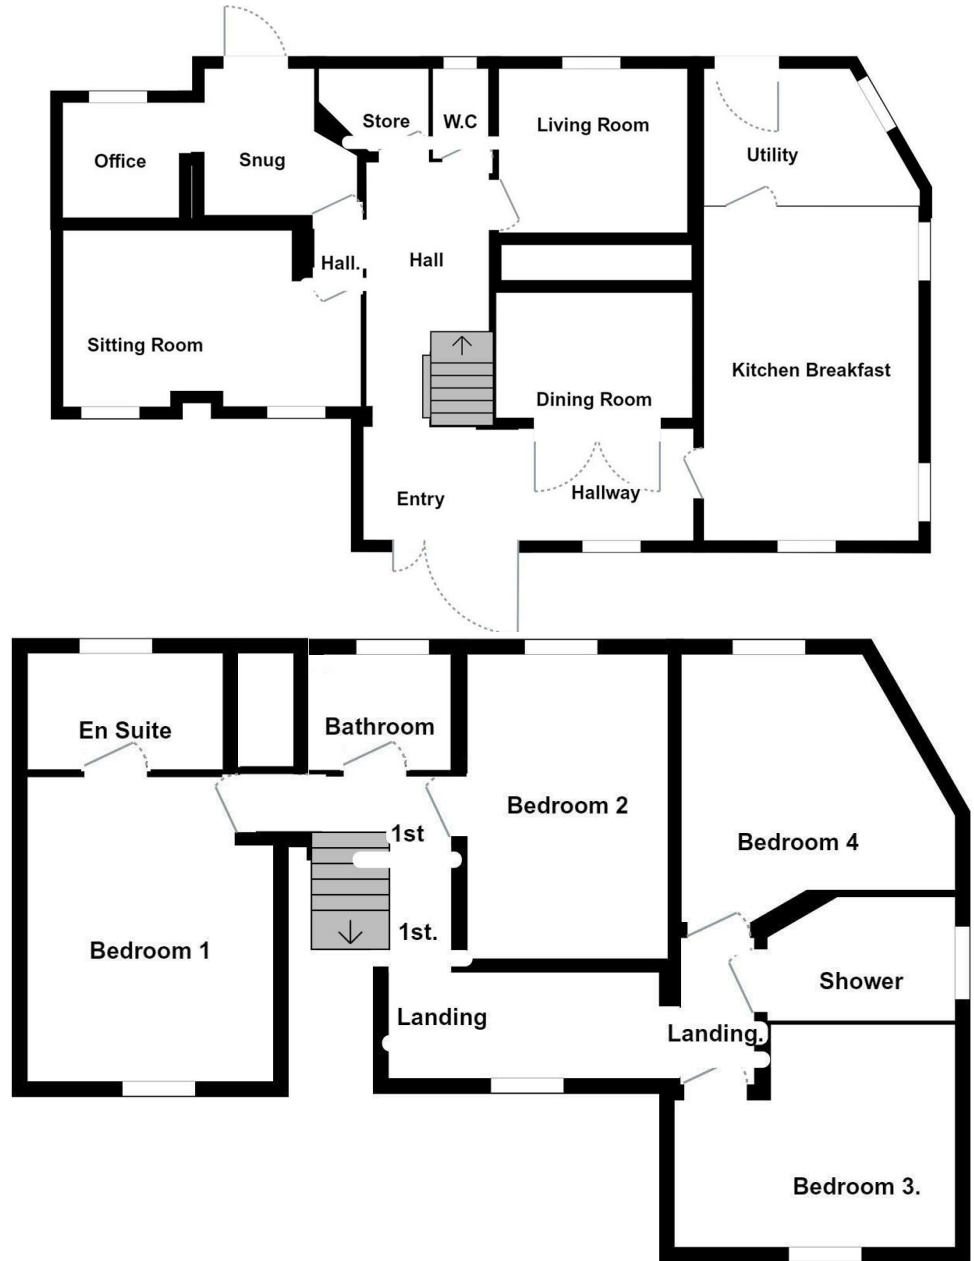 Store
W.C
Living Room
Office
Snug
Utility
Hall.
Hall
Sitting Room
Kitchen Breakfast
Dining Room
Entry
Hallway
En Suite
Bathroom
Bedroom 2
1st
Bedroom 4
Bedroom 1
1st.
Shower
Landing
Landing.
Bedroom 3.